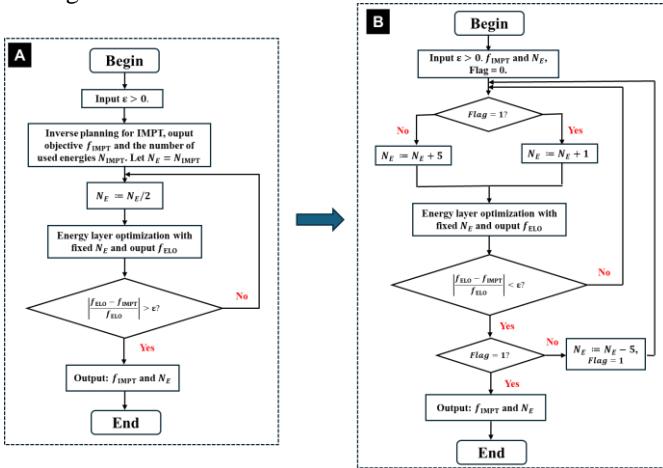 A
Begin
Input ε > 0.
Inverse planning for IMPT, ouput
objective f_IMPT and the number of
used energies N_IMPT. Let N_E = N_IMPT
N_E := N_E/2
Energy layer optimization with
fixed N_E and ouput f_ELO
|f_ELO − f_IMPT / f_ELO| > ε?
No
Yes
Output: f_IMPT and N_E
End
B
Begin
Input ε > 0. f_IMPT and N_E,
Flag = 0.
Flag = 1?
No
Yes
N_E := N_E + 5
N_E := N_E + 1
Energy layer optimization with
fixed N_E and ouput f_ELO
|f_ELO − f_IMPT / f_ELO| < ε?
No
Yes
Flag = 1?
No
N_E := N_E − 5,
Flag = 1
Yes
Output: f_IMPT and N_E
End